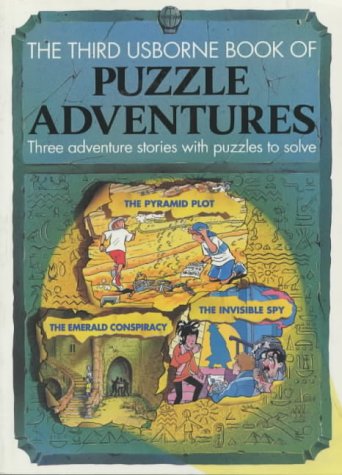 THE THIRD USBORNE BOOK OF
PUZZLE
ADVENTURES
Three adventure stories with puzzles to solve
THE PYRAMID PLOT
THE INVISIBLE SPY
THE EMERALD CONSPIRACY